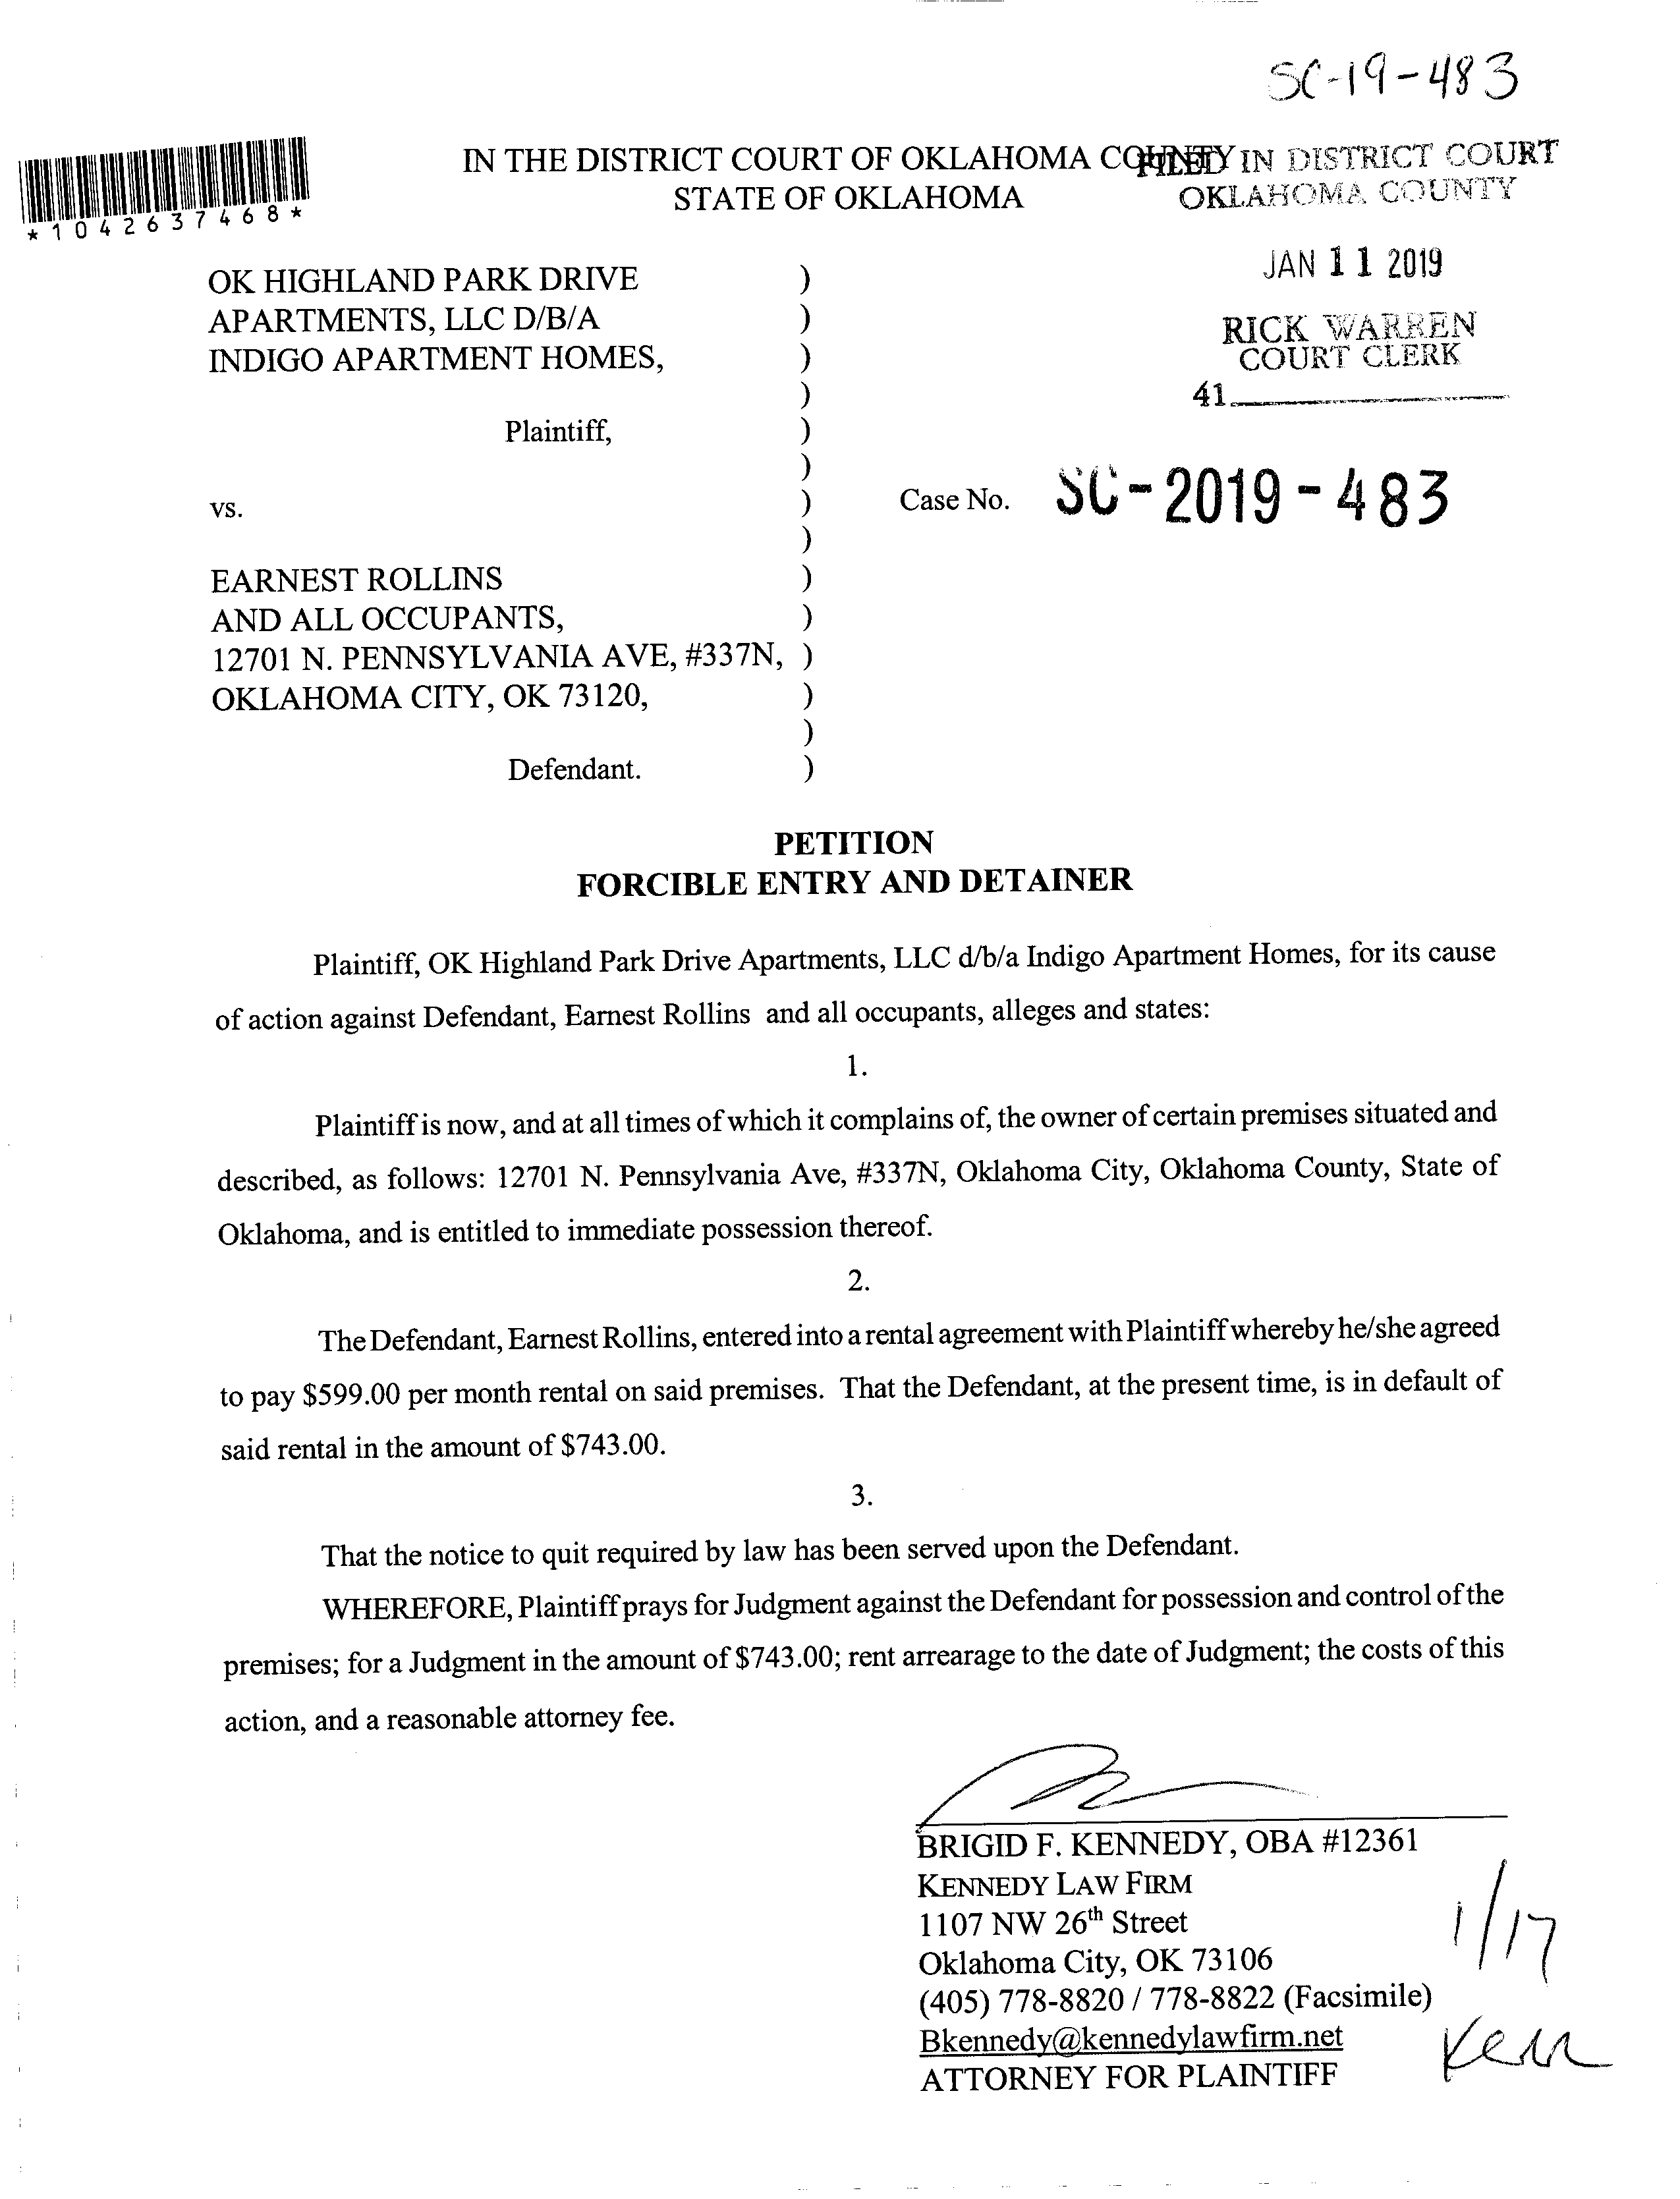 SC-19-483
*1042637468*
IN THE DISTRICT COURT OF OKLAHOMA COUNTY
STATE OF OKLAHOMA
FILED IN DISTRICT COURT
OKLAHOMA COUNTY
JAN 11 2019
RICK WARREN
COURT CLERK
41
OK HIGHLAND PARK DRIVE )
APARTMENTS, LLC D/B/A )
INDIGO APARTMENT HOMES, )
)
Plaintiff, )
)
vs. ) Case No. SC-2019-483
)
EARNEST ROLLINS )
AND ALL OCCUPANTS, )
12701 N. PENNSYLVANIA AVE, #337N, )
OKLAHOMA CITY, OK 73120, )
)
Defendant. )
PETITION
FORCIBLE ENTRY AND DETAINER
Plaintiff, OK Highland Park Drive Apartments, LLC d/b/a Indigo Apartment Homes, for its cause
of action against Defendant, Earnest Rollins and all occupants, alleges and states:
1.
Plaintiff is now, and at all times of which it complains of, the owner of certain premises situated and
described, as follows: 12701 N. Pennsylvania Ave, #337N, Oklahoma City, Oklahoma County, State of
Oklahoma, and is entitled to immediate possession thereof.
2.
The Defendant, Earnest Rollins, entered into a rental agreement with Plaintiff whereby he/she agreed
to pay $599.00 per month rental on said premises. That the Defendant, at the present time, is in default of
said rental in the amount of $743.00.
3.
That the notice to quit required by law has been served upon the Defendant.
WHEREFORE, Plaintiff prays for Judgment against the Defendant for possession and control of the
premises; for a Judgment in the amount of $743.00; rent arrearage to the date of Judgment; the costs of this
action, and a reasonable attorney fee.
BRIGID F. KENNEDY, OBA #12361
KENNEDY LAW FIRM
1107 NW 26th Street
Oklahoma City, OK 73106
(405) 778-8820 / 778-8822 (Facsimile)
Bkennedy@kennedylawfirm.net
ATTORNEY FOR PLAINTIFF
1/17